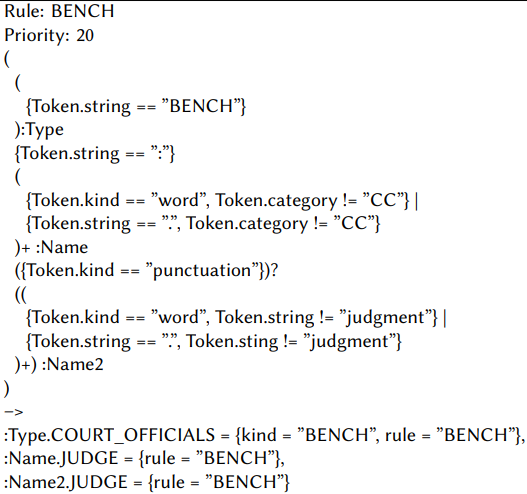 Rule: BENCH
Priority: 20
(
(
{Token.string == ”BENCH”}
):Type
{Token.string == ”:”}
(
{Token.kind == ”word”, Token.category != ”CC”} |
{Token.string == ”.”, Token.category != ”CC”}
)+ :Name
({Token.kind == ”punctuation”})?
((
{Token.kind == ”word”, Token.string != ”judgment”} |
{Token.string == ”.”, Token.sting != ”judgment”}
)+) :Name2
)
–>
:Type.COURT_OFFICIALS = {kind = ”BENCH”, rule = ”BENCH”},
:Name.JUDGE = {rule = ”BENCH”},
:Name2.JUDGE = {rule = ”BENCH”}